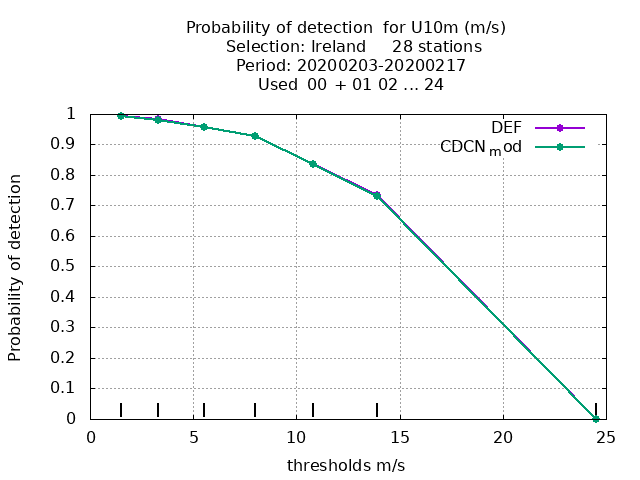 Probability of detection for U10m (m/s)
Selection: Ireland 28 stations
Period: 20200203-20200217
Used 00 + 01 02 ... 24
DEF
CDCNmod
1
0.9
0.8
0.7
0.6
0.5
0.4
0.3
0.2
0.1
0
Probability of detection
0 5 10 15 20 25
thresholds m/s